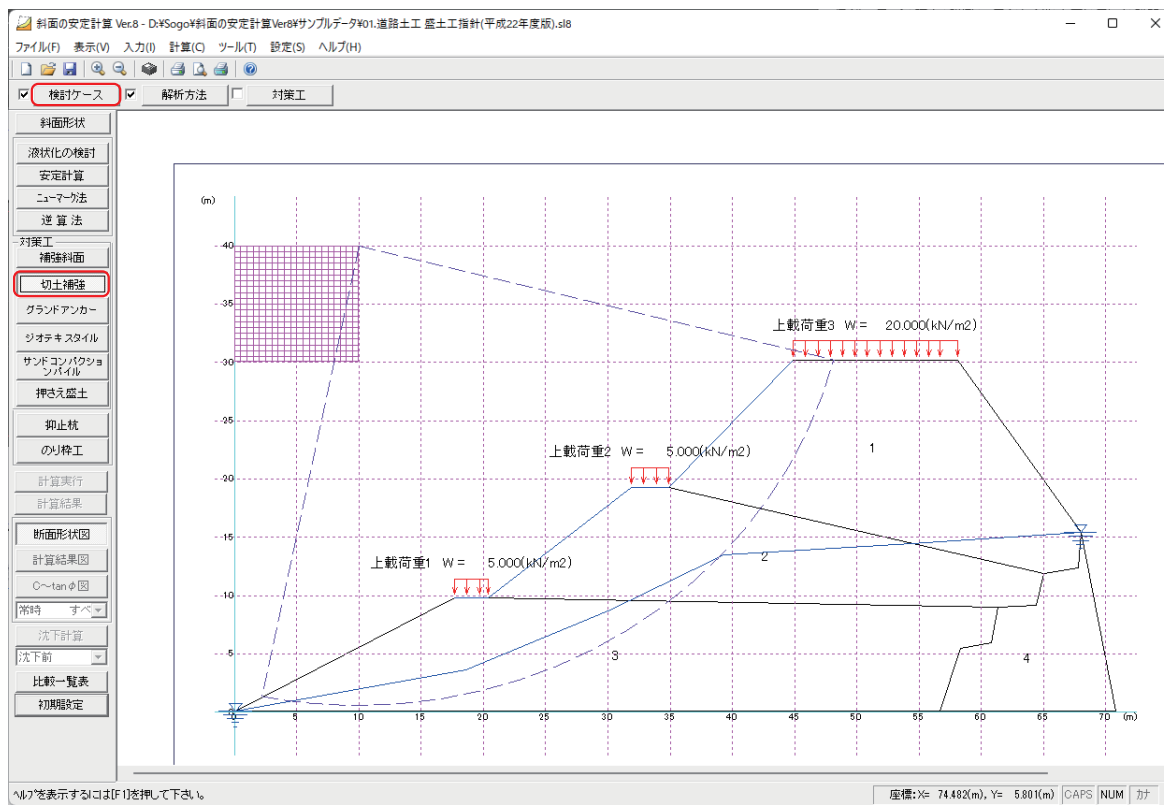 斜面の安定計算 Ver.8 - D:¥Sogo¥斜面の安定計算Ver8¥サンプルデータ¥01.道路土工 盛土工指針(平成22年度版).sl8
ファイル(F) 表示(V) 入力(I) 計算(C) ツール(T) 設定(S) ヘルプ(H)
検討ケース 解析方法 対策工
斜面形状
液状化の検討
安定計算
ニューマーク法
逆算法
対策工
補強斜面
切土補強
グランドアンカー
ジオテキスタイル
サンドコンパクショ
ンパイル
押さえ盛土
抑止杭
のり枠工
計算実行
計算結果
断面形状図
計算結果図
C～tanφ図
常時 すべ
沈下計算
沈下前
比較一覧表
初期設定
(m)
40
35
30
25
20
15
10
5
0
上載荷重3 W = 20.000(kN/m2)
上載荷重2 W = 5.000(kN/m2)
上載荷重1 W = 5.000(kN/m2)
1
2
3
4
0 5 10 15 20 25 30 35 40 45 50 55 60 65 70 (m)
ヘルプを表示するには[F1]を押して下さい。
座標:X= 74.482(m), Y= 5.801(m) CAPS NUM カナ